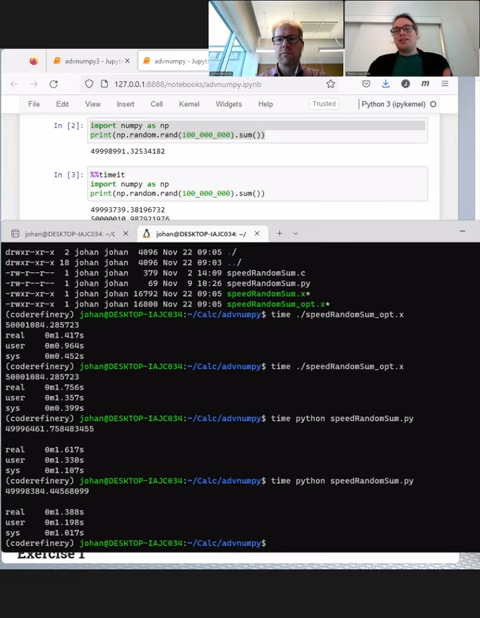 advnumpy3 - Jupyt
advnumpy - Jupyt
127.0.0.1:8888/notebooks/advnumpy.ipynb
File Edit View Insert Cell Kernel Widgets Help Trusted Python 3 (ipykernel)
In [2]: import numpy as np
print(np.random.rand(100_000_000).sum())
49998991.32534182
In [3]: %%timeit
import numpy as np
print(np.random.rand(100_000_000).sum())
49993739.38196732
50000010.987921976
johan@DESKTOP-IAJC034: ~/C
johan@DESKTOP-IAJC034: ~/
drwxr-xr-x 2 johan johan 4096 Nov 22 09:05 ./
drwxr-xr-x 18 johan johan 4096 Nov 22 09:03 ../
-rw-r--r-- 1 johan johan 379 Nov 2 14:09 speedRandomSum.c
-rw-r--r-- 1 johan johan 69 Nov 9 10:26 speedRandomSum.py
-rwxr-xr-x 1 johan johan 16792 Nov 22 09:05 speedRandomSum.x*
-rwxr-xr-x 1 johan johan 16800 Nov 22 09:05 speedRandomSum_opt.x*
(coderefinery) johan@DESKTOP-IAJC034:~/Calc/advnumpy$ time ./speedRandomSum_opt.x
50001084.285723
real 0m1.417s
user 0m0.964s
sys 0m0.452s
(coderefinery) johan@DESKTOP-IAJC034:~/Calc/advnumpy$ time ./speedRandomSum_opt.x
50001084.285723
real 0m1.756s
user 0m1.357s
sys 0m0.399s
(coderefinery) johan@DESKTOP-IAJC034:~/Calc/advnumpy$ time python speedRandomSum.py
49996461.758483455
real 0m1.617s
user 0m1.330s
sys 0m1.107s
(coderefinery) johan@DESKTOP-IAJC034:~/Calc/advnumpy$ time python speedRandomSum.py
49998384.44568099
real 0m1.388s
user 0m1.198s
sys 0m1.017s
(coderefinery) johan@DESKTOP-IAJC034:~/Calc/advnumpy$
Exercise 1